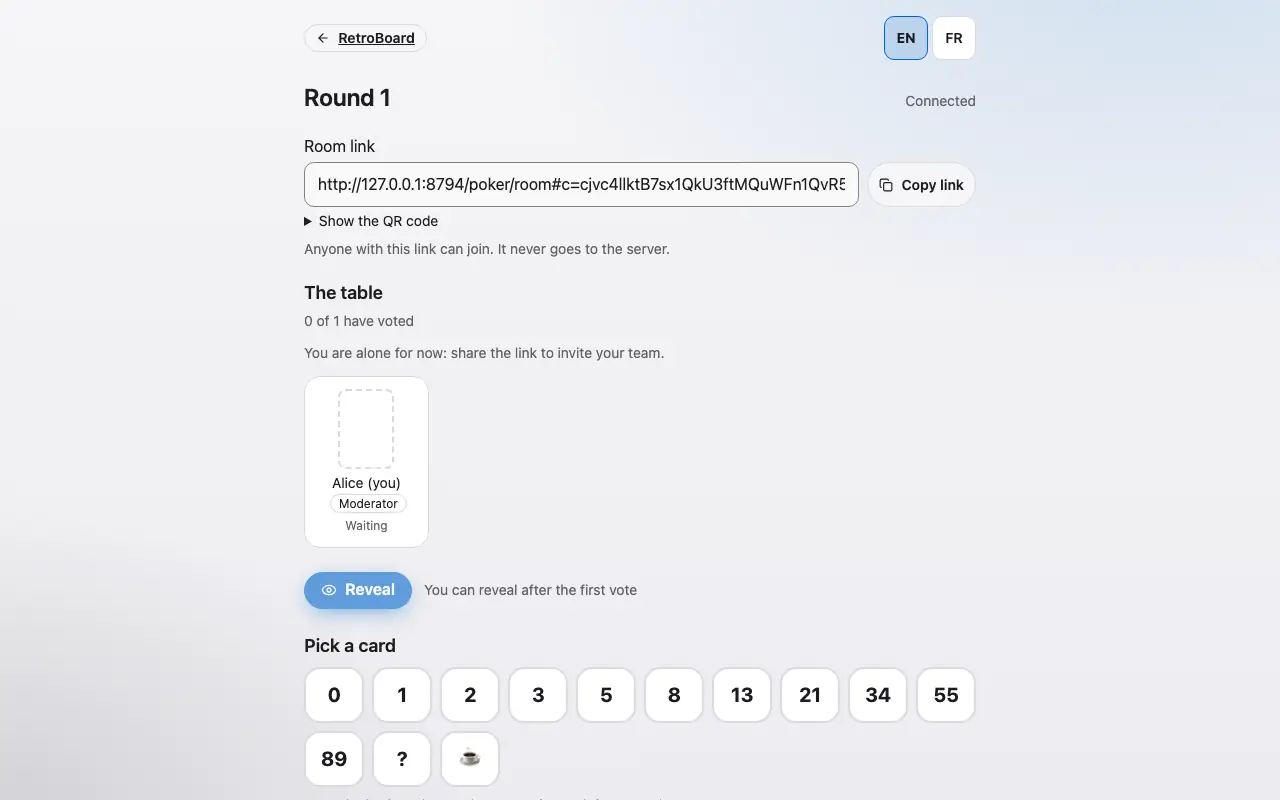 RetroBoard
EN
FR
Round 1
Connected
Room link
http://127.0.0.1:8794/poker/room#c=cjvc4llktB7sx1QkU3ftMQuWFn1QvR5
Copy link
Show the QR code
Anyone with this link can join. It never goes to the server.
The table
0 of 1 have voted
You are alone for now: share the link to invite your team.
Alice (you)
Moderator
Waiting
Reveal
You can reveal after the first vote
Pick a card
0
1
2
3
5
8
13
21
34
55
89
?